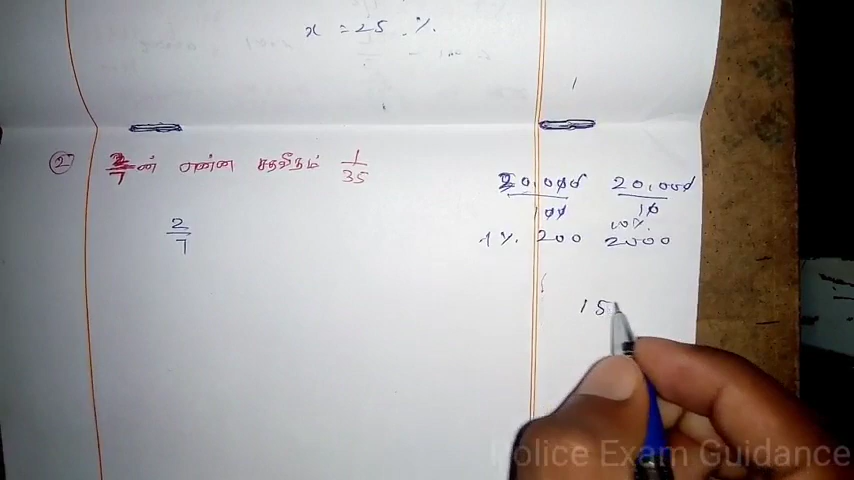 x = 25 %
1
② 2/7 ன் என்ன சதவீதம் 1/35
20,000/100 20,000/10
10%
1% 200 2000
2/7
15
Police Exam Guidance